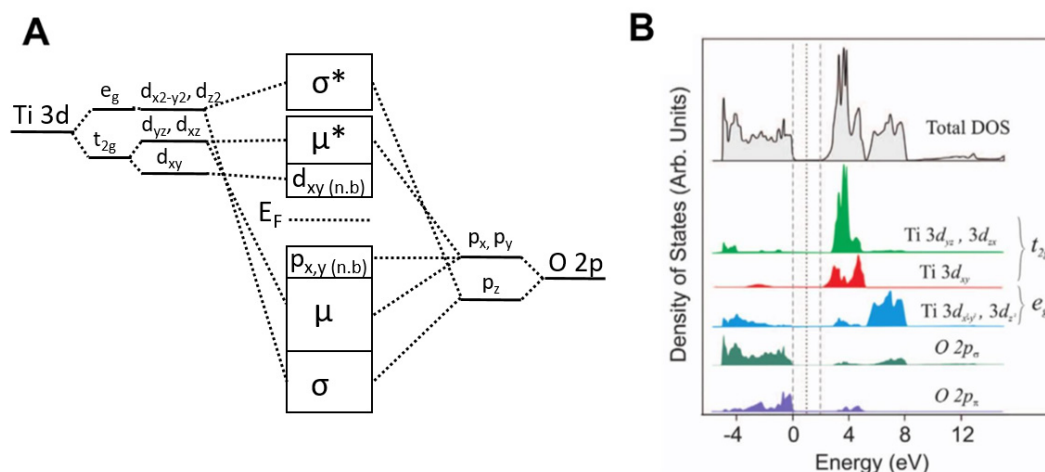 A
Ti 3d
e_g
d_x2-y2, d_z2
t_2g
d_yz, d_xz
d_xy
σ*
μ*
d_xy (n.b)
E_F
p_x,y (n.b)
μ
σ
p_x, p_y
p_z
O 2p
B
Density of States (Arb. Units)
Total DOS
Ti 3d_yz , 3d_zx
Ti 3d_xy
t_2g
Ti 3d_x²-y² , 3d_z²
e_g
O 2p_σ
O 2p_π
-4 0 4 8 12
Energy (eV)